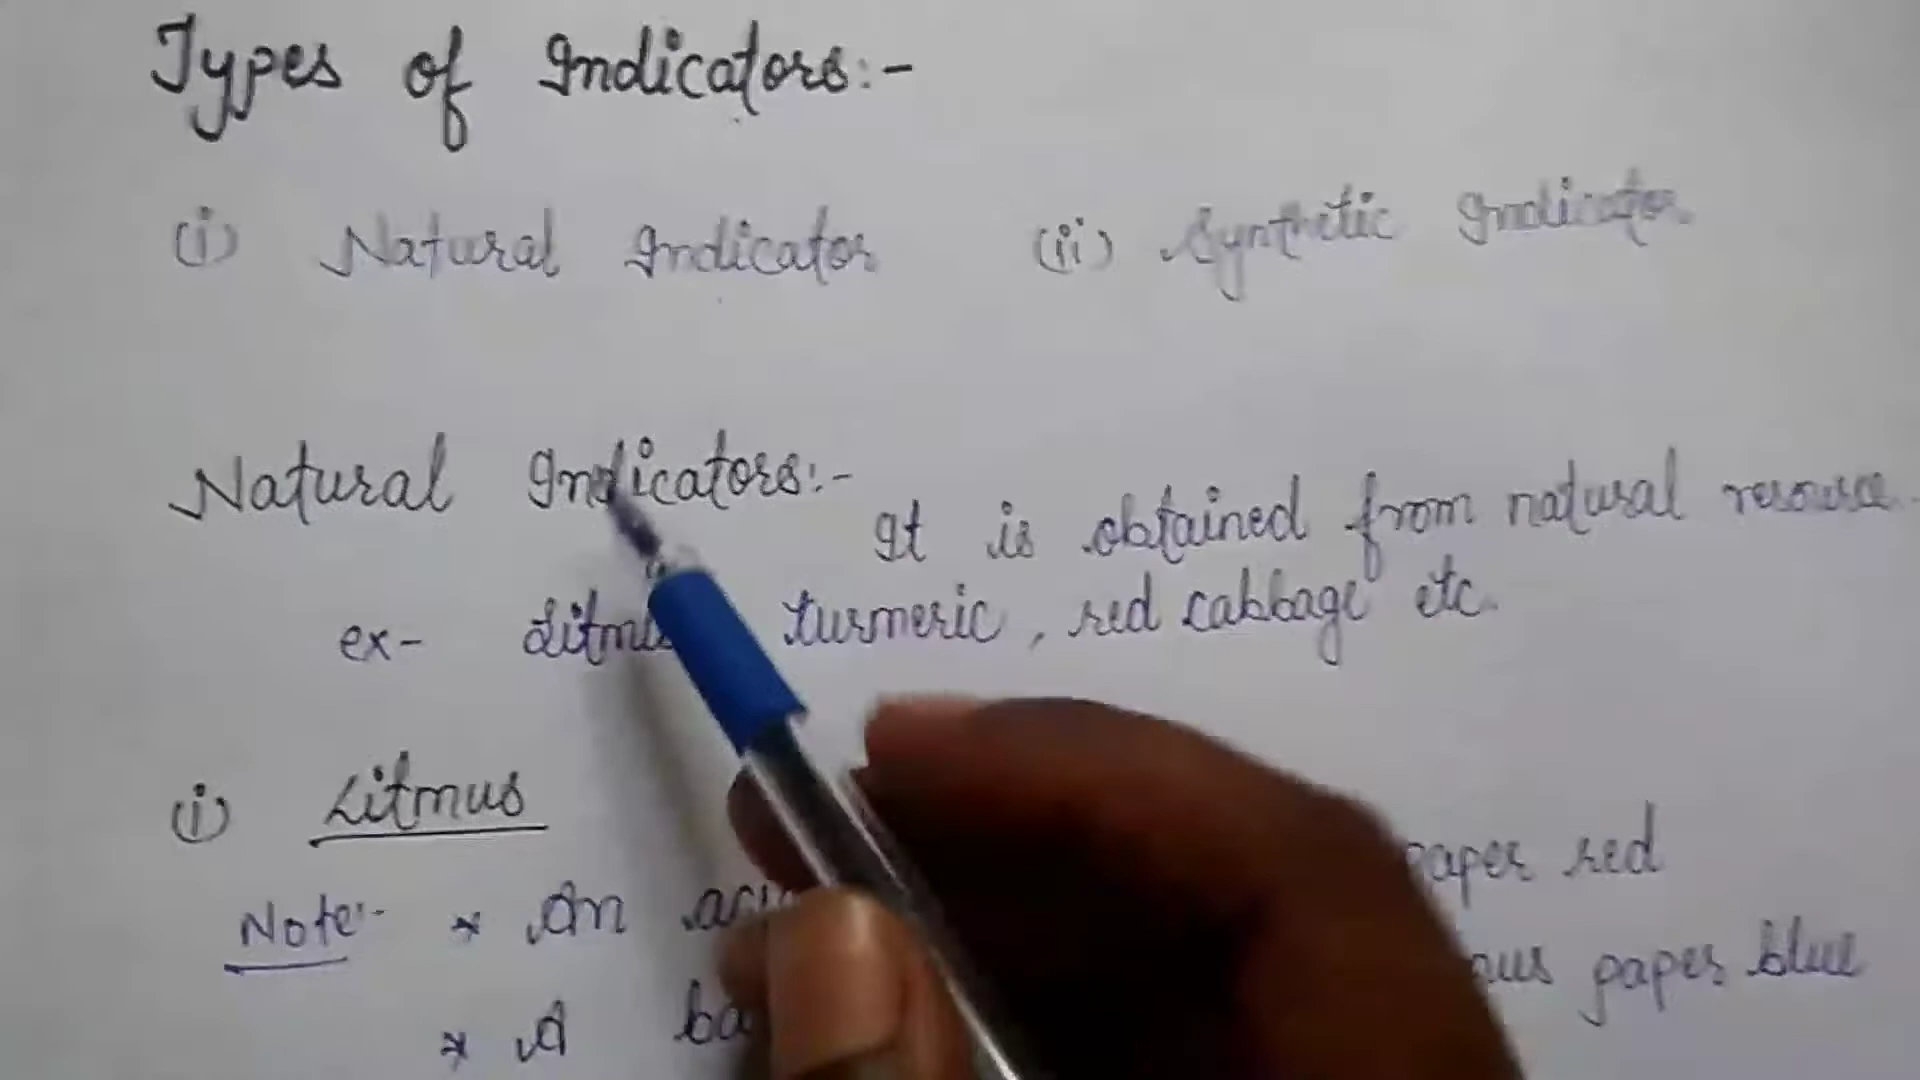 Types of Indicators:-
(i) Natural Indicator (ii) Synthetic Indicator
Natural Indicators:- It is obtained from natural resource.
ex- turmeric, red cabbage etc.
(i) Litmus
Note:- * An paper red
* A paper blue